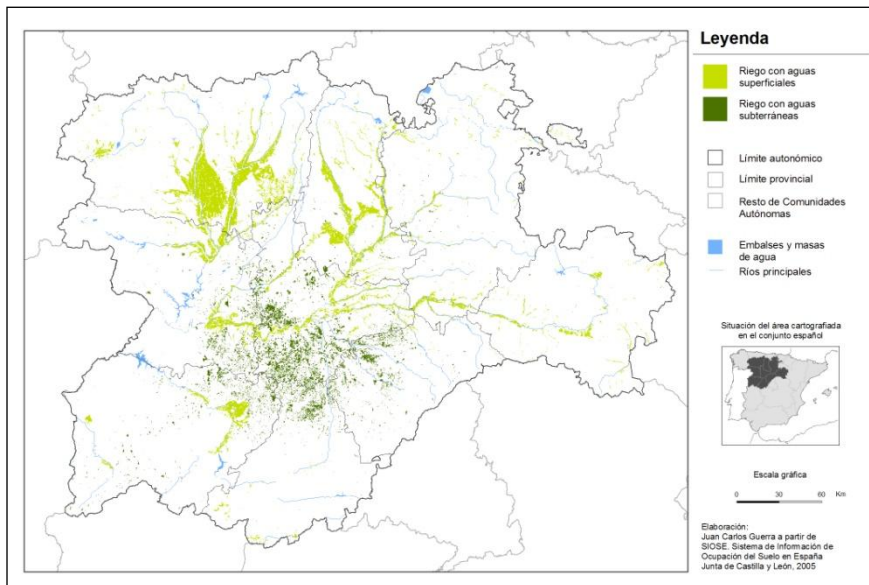 Leyenda
Riego con aguas
superficiales
Riego con aguas
subterráneas
Límite autonómico
Límite provincial
Resto de Comunidades
Autónomas
Embalses y masas
de agua
Ríos principales
Situación del área cartografiada
en el conjunto español
Escala gráfica
0 30 60 Km
Elaboración:
Juan Carlos Guerra a partir de
SIOSE. Sistema de Información de
Ocupación del Suelo en España
Junta de Castilla y León, 2005